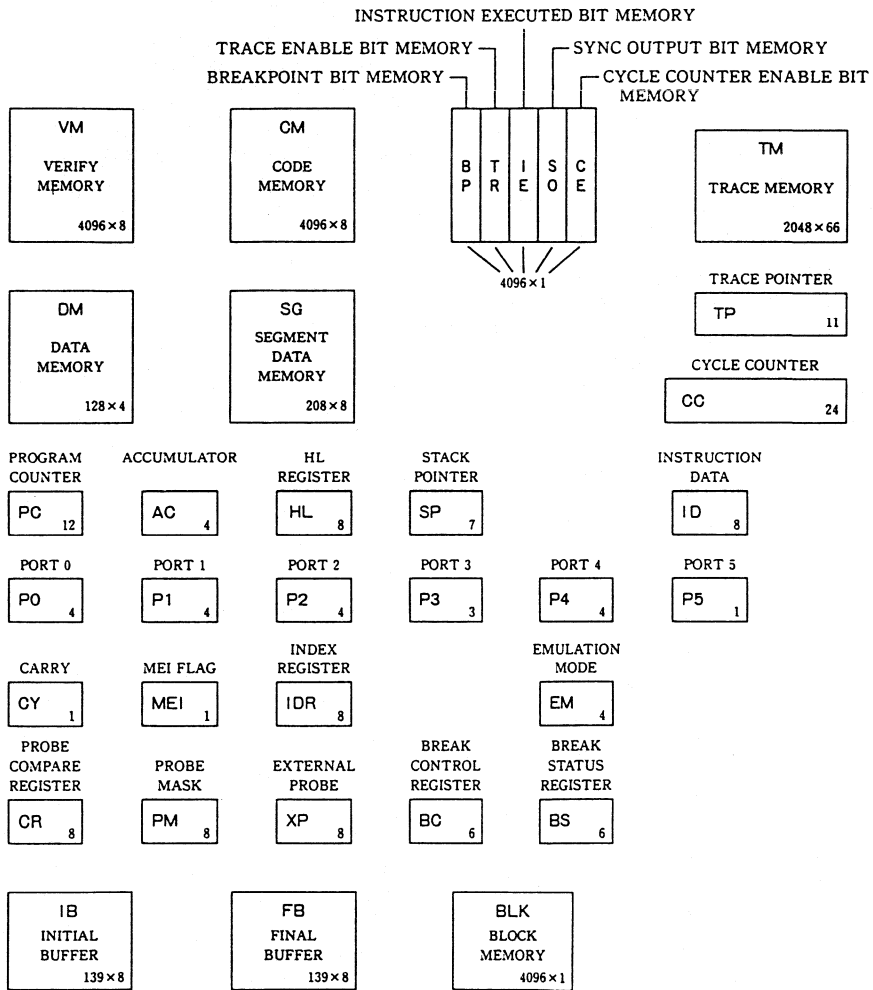 INSTRUCTION EXECUTED BIT MEMORY
TRACE ENABLE BIT MEMORY
SYNC OUTPUT BIT MEMORY
BREAKPOINT BIT MEMORY
CYCLE COUNTER ENABLE BIT
MEMORY
VM
VERIFY
MEMORY
4096×8
CM
CODE
MEMORY
4096×8
B
P
T
R
I
E
S
O
C
E
4096×1
TM
TRACE MEMORY
2048×66
TRACE POINTER
TP
11
DM
DATA
MEMORY
128×4
SG
SEGMENT
DATA
MEMORY
208×8
CYCLE COUNTER
CC
24
PROGRAM
COUNTER
PC
12
ACCUMULATOR
AC
4
HL
REGISTER
HL
8
STACK
POINTER
SP
7
INSTRUCTION
DATA
ID
8
PORT 0
P0
4
PORT 1
P1
4
PORT 2
P2
4
PORT 3
P3
3
PORT 4
P4
4
PORT 5
P5
1
CARRY
CY
1
MEI FLAG
MEI
1
INDEX
REGISTER
IDR
8
EMULATION
MODE
EM
4
PROBE
COMPARE
REGISTER
CR
8
PROBE
MASK
PM
8
EXTERNAL
PROBE
XP
8
BREAK
CONTROL
REGISTER
BC
6
BREAK
STATUS
REGISTER
BS
6
IB
INITIAL
BUFFER
139×8
FB
FINAL
BUFFER
139×8
BLK
BLOCK
MEMORY
4096×1